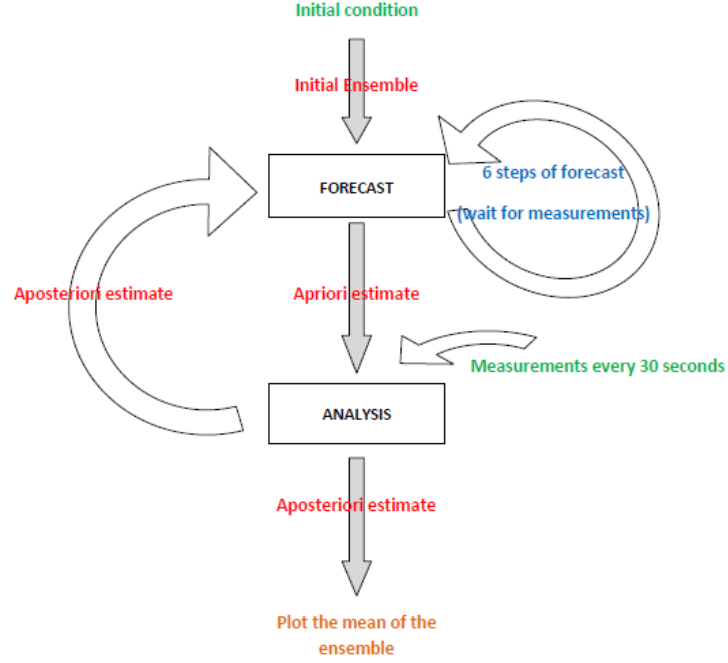 Initial condition
Initial Ensemble
FORECAST
6 steps of forecast
(wait for measurements)
Aposteriori estimate
Apriori estimate
Measurements every 30 seconds
ANALYSIS
Aposteriori estimate
Plot the mean of the
ensemble